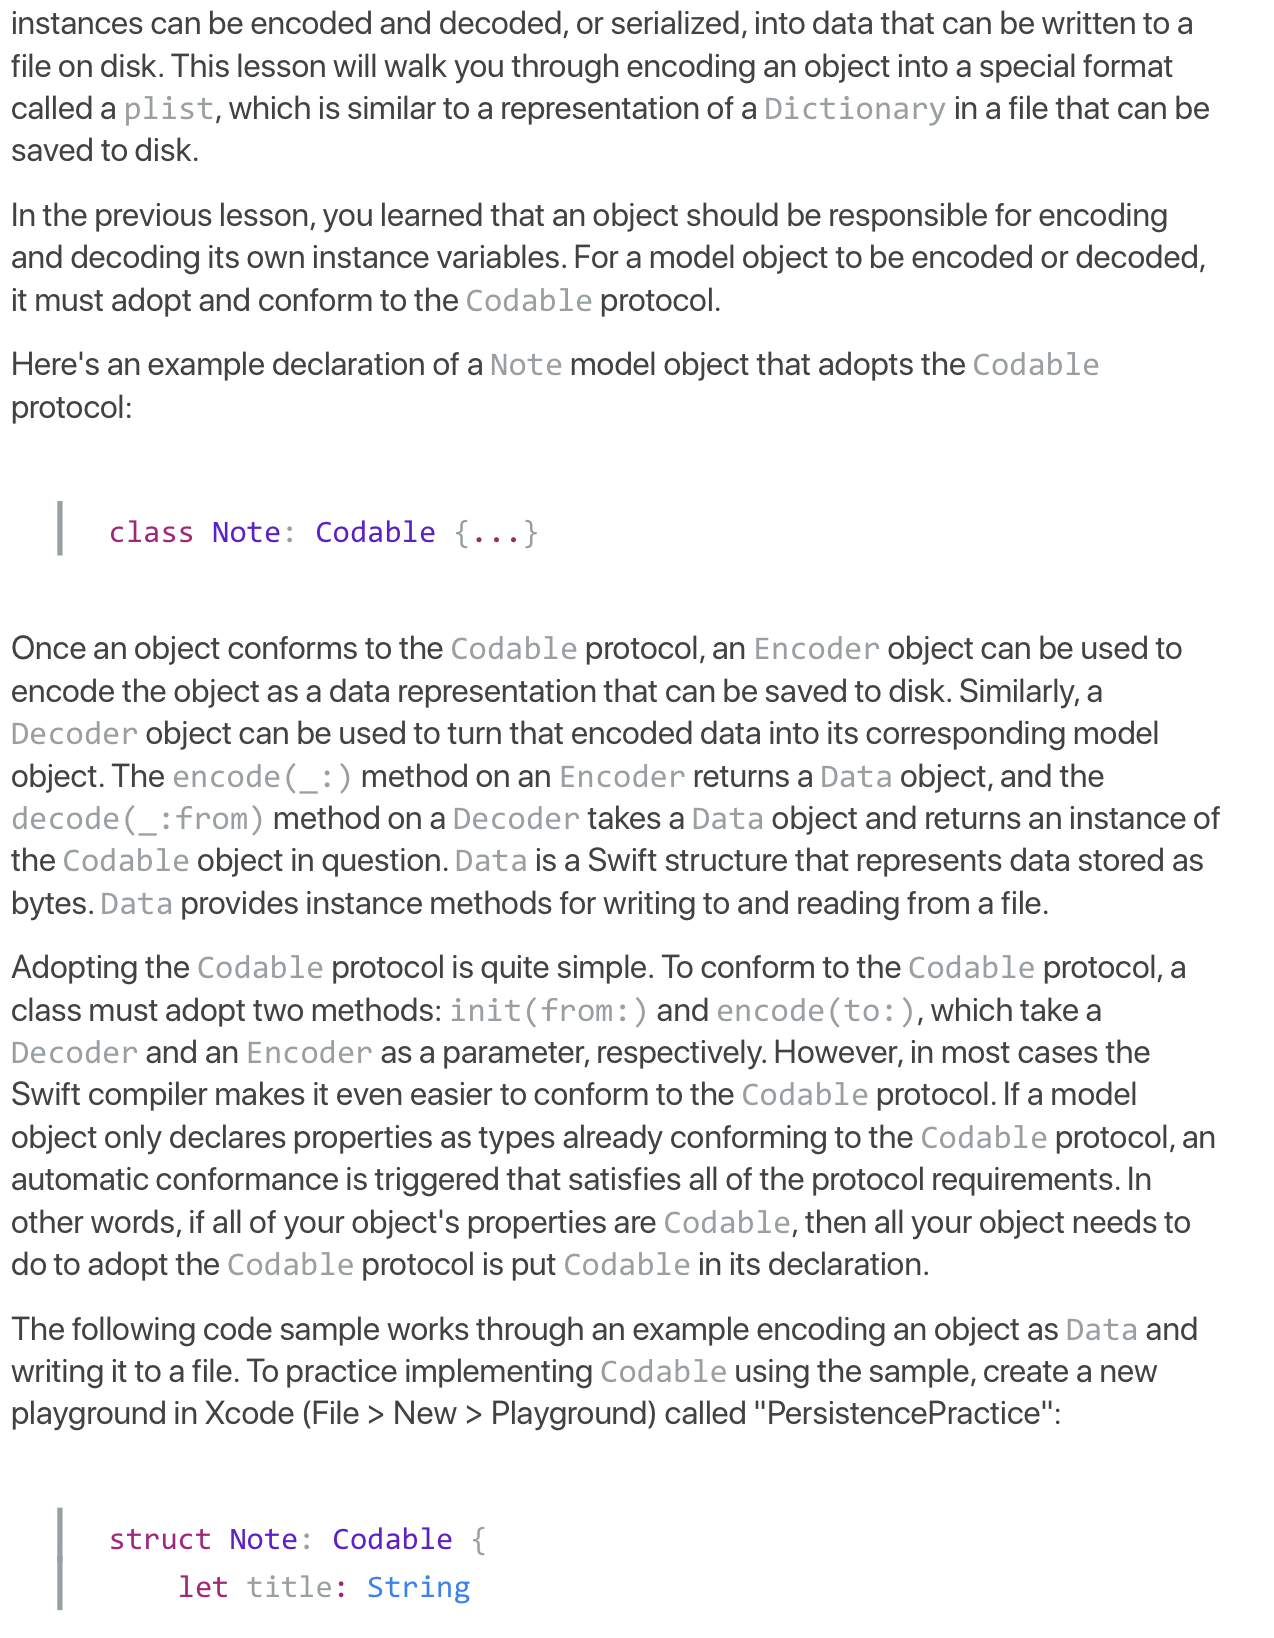 instances can be encoded and decoded, or serialized, into data that can be written to a
file on disk. This lesson will walk you through encoding an object into a special format
called a plist, which is similar to a representation of a Dictionary in a file that can be
saved to disk.
In the previous lesson, you learned that an object should be responsible for encoding
and decoding its own instance variables. For a model object to be encoded or decoded,
it must adopt and conform to the Codable protocol.
Here's an example declaration of a Note model object that adopts the Codable
protocol:
class Note: Codable {...}
Once an object conforms to the Codable protocol, an Encoder object can be used to
encode the object as a data representation that can be saved to disk. Similarly, a
Decoder object can be used to turn that encoded data into its corresponding model
object. The encode(_:) method on an Encoder returns a Data object, and the
decode(_:from) method on a Decoder takes a Data object and returns an instance of
the Codable object in question. Data is a Swift structure that represents data stored as
bytes. Data provides instance methods for writing to and reading from a file.
Adopting the Codable protocol is quite simple. To conform to the Codable protocol, a
class must adopt two methods: init(from:) and encode(to:), which take a
Decoder and an Encoder as a parameter, respectively. However, in most cases the
Swift compiler makes it even easier to conform to the Codable protocol. If a model
object only declares properties as types already conforming to the Codable protocol, an
automatic conformance is triggered that satisfies all of the protocol requirements. In
other words, if all of your object's properties are Codable, then all your object needs to
do to adopt the Codable protocol is put Codable in its declaration.
The following code sample works through an example encoding an object as Data and
writing it to a file. To practice implementing Codable using the sample, create a new
playground in Xcode (File > New > Playground) called "PersistencePractice":
struct Note: Codable {
    let title: String